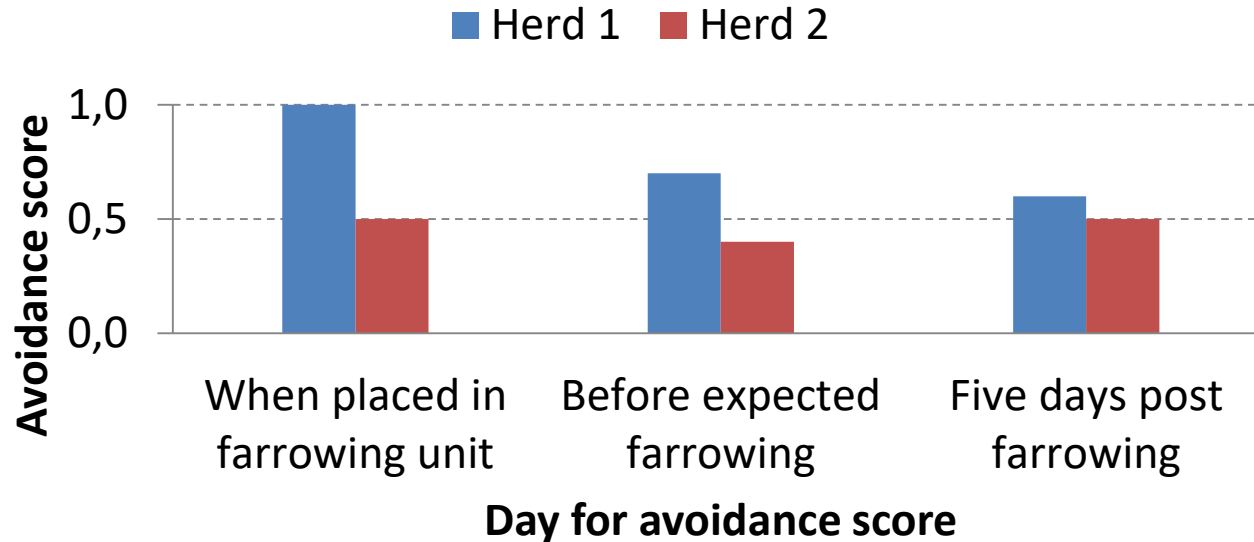 Herd 1 Herd 2
Avoidance score
1,0
0,5
0,0
When placed in
farrowing unit
Before expected
farrowing
Five days post
farrowing
Day for avoidance score